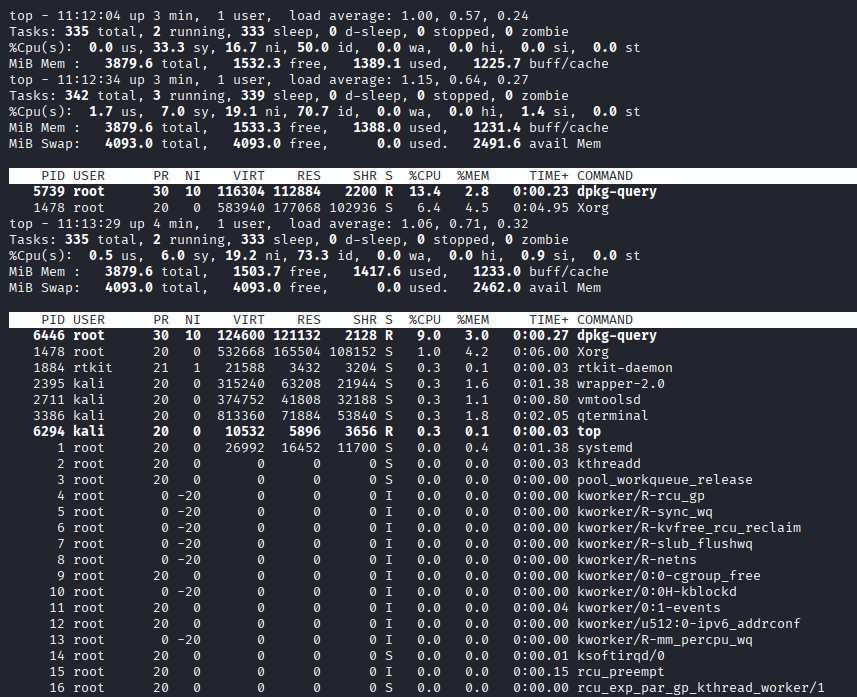 top - 11:12:04 up 3 min,  1 user,  load average: 1.00, 0.57, 0.24
Tasks: 335 total, 2 running, 333 sleep, 0 d-sleep, 0 stopped, 0 zombie
%Cpu(s):  0.0 us, 33.3 sy, 16.7 ni, 50.0 id,  0.0 wa,  0.0 hi,  0.0 si,  0.0 st
MiB Mem :   3879.6 total,   1532.3 free,   1389.1 used,   1225.7 buff/cache
top - 11:12:34 up 3 min,  1 user,  load average: 1.15, 0.64, 0.27
Tasks: 342 total, 3 running, 339 sleep, 0 d-sleep, 0 stopped, 0 zombie
%Cpu(s):  1.7 us,  7.0 sy, 19.1 ni, 70.7 id,  0.0 wa,  0.0 hi,  1.4 si,  0.0 st
MiB Mem :   3879.6 total,   1533.3 free,   1388.0 used,   1231.4 buff/cache
MiB Swap:   4093.0 total,   4093.0 free,      0.0 used.   2491.6 avail Mem
PID USER      PR  NI    VIRT    RES    SHR S  %CPU  %MEM     TIME+ COMMAND
5739 root      30  10  116304 112884   2200 R  13.4   2.8   0:00.23 dpkg-query
1478 root      20   0  583940 177068 102936 S   6.4   4.5   0:04.95 Xorg
top - 11:13:29 up 4 min,  1 user,  load average: 1.06, 0.71, 0.32
Tasks: 335 total, 2 running, 333 sleep, 0 d-sleep, 0 stopped, 0 zombie
%Cpu(s):  0.5 us,  6.0 sy, 19.2 ni, 73.3 id,  0.0 wa,  0.0 hi,  0.9 si,  0.0 st
MiB Mem :   3879.6 total,   1503.7 free,   1417.6 used,   1233.0 buff/cache
MiB Swap:   4093.0 total,   4093.0 free,      0.0 used.   2462.0 avail Mem
PID USER      PR  NI    VIRT    RES    SHR S  %CPU  %MEM     TIME+ COMMAND
6446 root      30  10  124600 121132   2128 R   9.0   3.0   0:00.27 dpkg-query
1478 root      20   0  532668 165504 108152 S   1.0   4.2   0:06.00 Xorg
1884 rtkit     21   1   21588   3432   3204 S   0.3   0.1   0:00.03 rtkit-daemon
2395 kali      20   0  315240  63208  21944 S   0.3   1.6   0:01.38 wrapper-2.0
2711 kali      20   0  374752  41808  32188 S   0.3   1.1   0:00.80 vmtoolsd
3386 kali      20   0  813360  71884  53840 S   0.3   1.8   0:02.05 qterminal
6294 kali      20   0   10532   5896   3656 R   0.3   0.1   0:00.03 top
1 root      20   0   26992  16452  11700 S   0.0   0.4   0:01.38 systemd
2 root      20   0       0      0      0 S   0.0   0.0   0:00.03 kthreadd
3 root      20   0       0      0      0 S   0.0   0.0   0:00.00 pool_workqueue_release
4 root       0 -20       0      0      0 I   0.0   0.0   0:00.00 kworker/R-rcu_gp
5 root       0 -20       0      0      0 I   0.0   0.0   0:00.00 kworker/R-sync_wq
6 root       0 -20       0      0      0 I   0.0   0.0   0:00.00 kworker/R-kvfree_rcu_reclaim
7 root       0 -20       0      0      0 I   0.0   0.0   0:00.00 kworker/R-slub_flushwq
8 root       0 -20       0      0      0 I   0.0   0.0   0:00.00 kworker/R-netns
9 root      20   0       0      0      0 I   0.0   0.0   0:00.00 kworker/0:0-cgroup_free
10 root       0 -20       0      0      0 I   0.0   0.0   0:00.00 kworker/0:0H-kblockd
11 root      20   0       0      0      0 I   0.0   0.0   0:00.04 kworker/0:1-events
12 root      20   0       0      0      0 I   0.0   0.0   0:00.00 kworker/u512:0-ipv6_addrconf
13 root       0 -20       0      0      0 I   0.0   0.0   0:00.00 kworker/R-mm_percpu_wq
14 root      20   0       0      0      0 S   0.0   0.0   0:00.01 ksoftirqd/0
15 root      20   0       0      0      0 I   0.0   0.0   0:00.15 rcu_preempt
16 root      20   0       0      0      0 S   0.0   0.0   0:00.00 rcu_exp_par_gp_kthread_worker/1